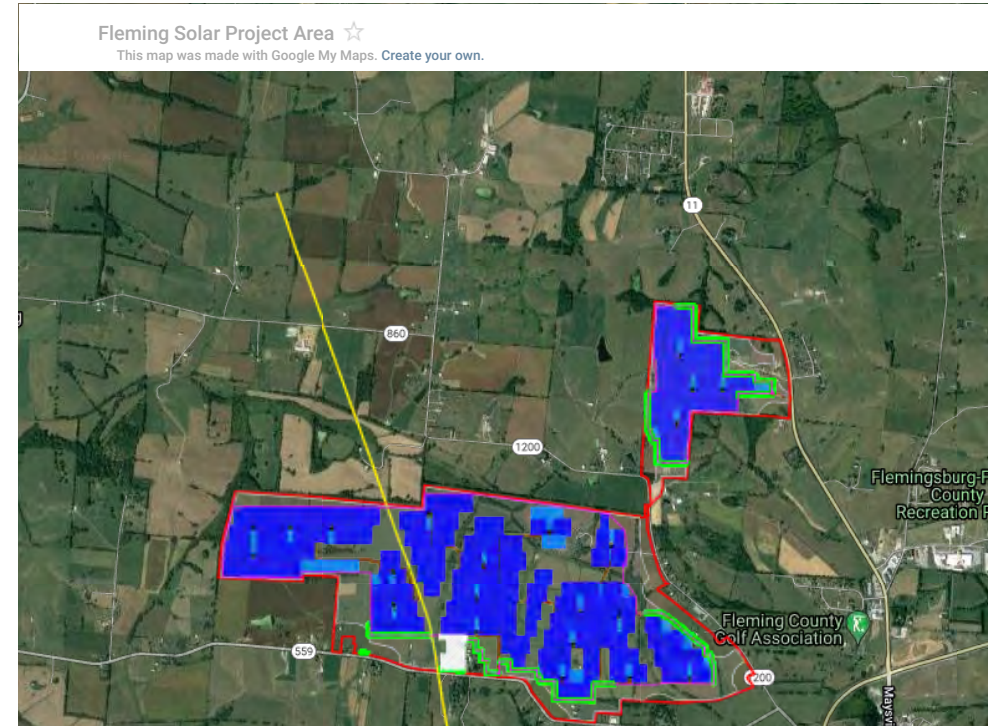 Fleming Solar Project Area
This map was made with Google My Maps. Create your own.
11
860
1200
Flemingsburg-F
County
Recreation F
559
Fleming County
Golf Association
200
Maysvi